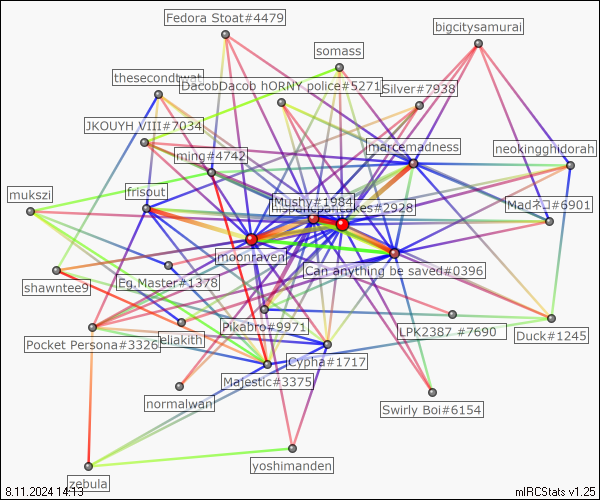 Fedora Stoat#4479
bigcitysamurai
somass
thesecondtwat
DacobDacob hORNY police#5271
Silver#7938
JKOUYH VIII#7034
marcemadness
neokingghidorah
ming#4742
mukszi
frisout
Mushy#1984
cakes#2928
Madネコ#6901
moonraven
Can anything be saved#0396
shawntee9
Eg.Master#1378
Pikabro#9971
LPK2387 #7690
Duck#1245
Pocket Persona#3326
eliakith
Cypha#1717
Majestic#3375
normalwan
Swirly Boi#6154
yoshimanden
zebula
8.11.2024 14:13
mIRCStats v1.25